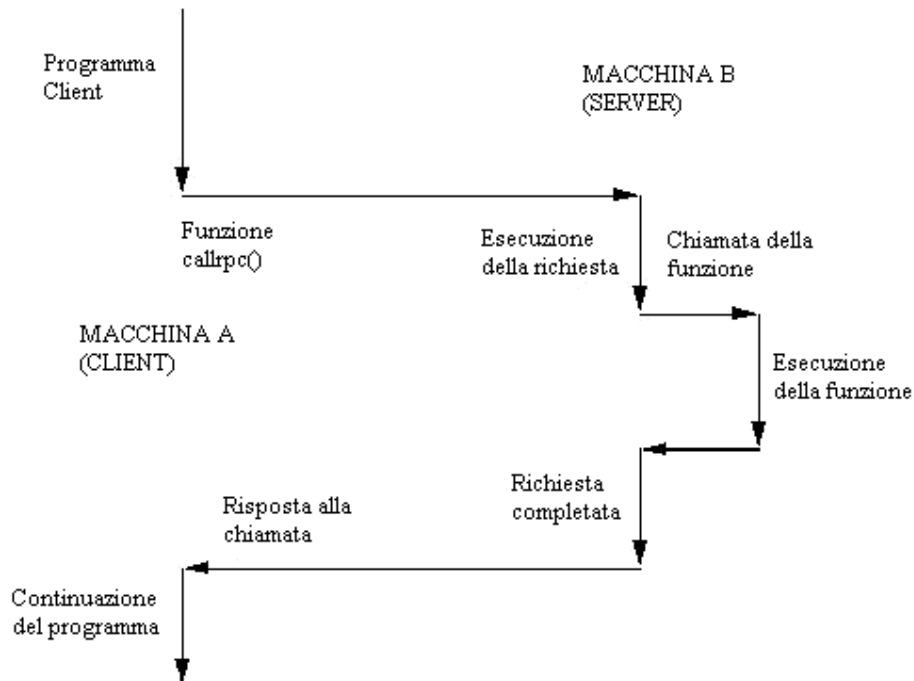 Programma
Client
MACCHINA B
(SERVER)
Funzione
callrpc()
Esecuzione
della richiesta
Chiamata della
funzione
MACCHINA A
(CLIENT)
Esecuzione
della funzione
Richiesta
completata
Risposta alla
chiamata
Continuazione
del programma